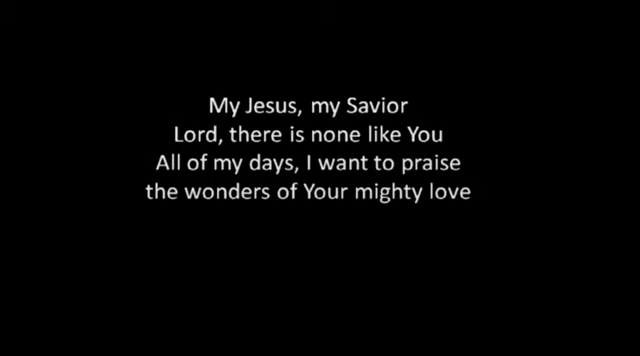 My Jesus, my Savior
Lord, there is none like You
All of my days, I want to praise
the wonders of Your mighty love